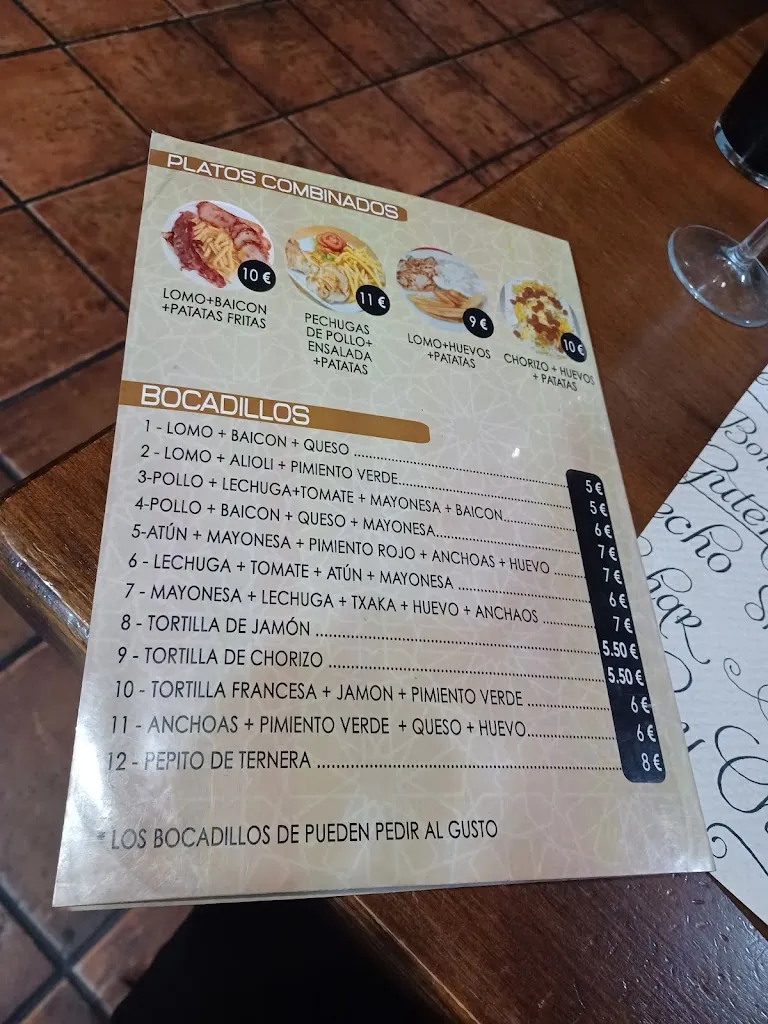 PLATOS COMBINADOS
10 €
LOMO+BAICON
+PATATAS FRITAS
11 €
PECHUGAS
DE POLLO+
ENSALADA
+PATATAS
9 €
LOMO+HUEVOS
+PATATAS
10 €
CHORIZO + HUEVOS
+ PATATAS
BOCADILLOS
1 - LOMO + BAICON + QUESO ........ 5 €
2 - LOMO + ALIOLI + PIMIENTO VERDE........ 5 €
3-POLLO + LECHUGA+TOMATE + MAYONESA + BAICON........ 6 €
4-POLLO + BAICON + QUESO + MAYONESA........ 7 €
5-ATÚN + MAYONESA + PIMIENTO ROJO + ANCHOAS + HUEVO ........ 7 €
6 - LECHUGA + TOMATE + ATÚN + MAYONESA ........ 6 €
7 - MAYONESA + LECHUGA + TXAKA + HUEVO + ANCHAOS ........ 7 €
8 - TORTILLA DE JAMÓN ........ 5.50 €
9 - TORTILLA DE CHORIZO ........ 5.50 €
10 - TORTILLA FRANCESA + JAMON + PIMIENTO VERDE ........ 6 €
11 - ANCHOAS + PIMIENTO VERDE + QUESO + HUEVO........ 6 €
12 - PEPITO DE TERNERA ........ 8 €
* LOS BOCADILLOS DE PUEDEN PEDIR AL GUSTO